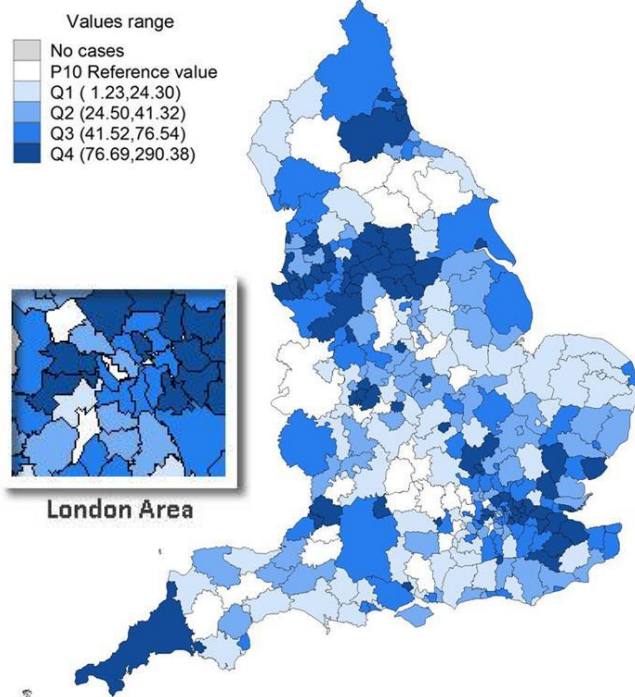 Values range
No cases
P10 Reference value
Q1 ( 1.23,24.30)
Q2 (24.50,41.32)
Q3 (41.52,76.54)
Q4 (76.69,290.38)
London Area